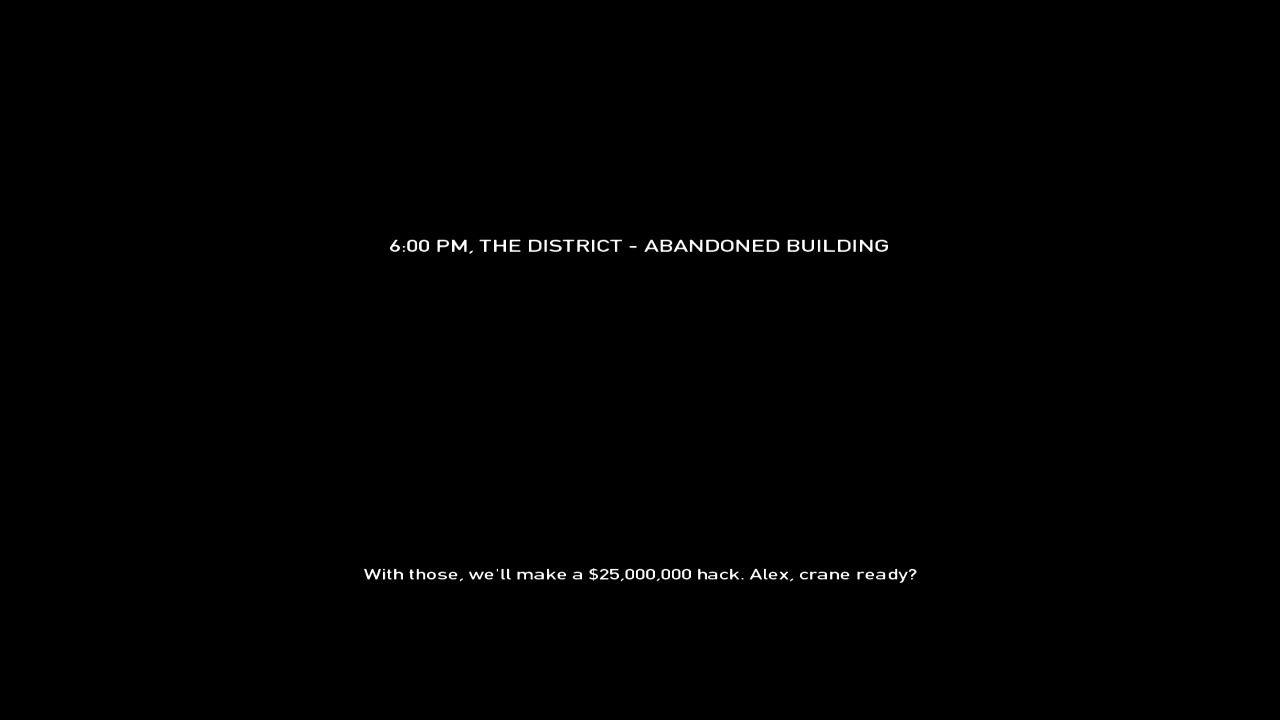 6:00 PM, THE DISTRICT - ABANDONED BUILDING
With those, we'll make a $25,000,000 hack. Alex, crane ready?